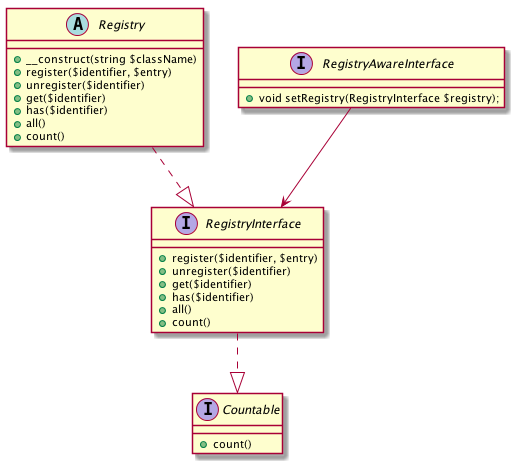 A Registry
__construct(string $className)
register($identifier, $entry)
unregister($identifier)
get($identifier)
has($identifier)
all()
count()
I RegistryAwareInterface
void setRegistry(RegistryInterface $registry);
I RegistryInterface
register($identifier, $entry)
unregister($identifier)
get($identifier)
has($identifier)
all()
count()
I Countable
count()